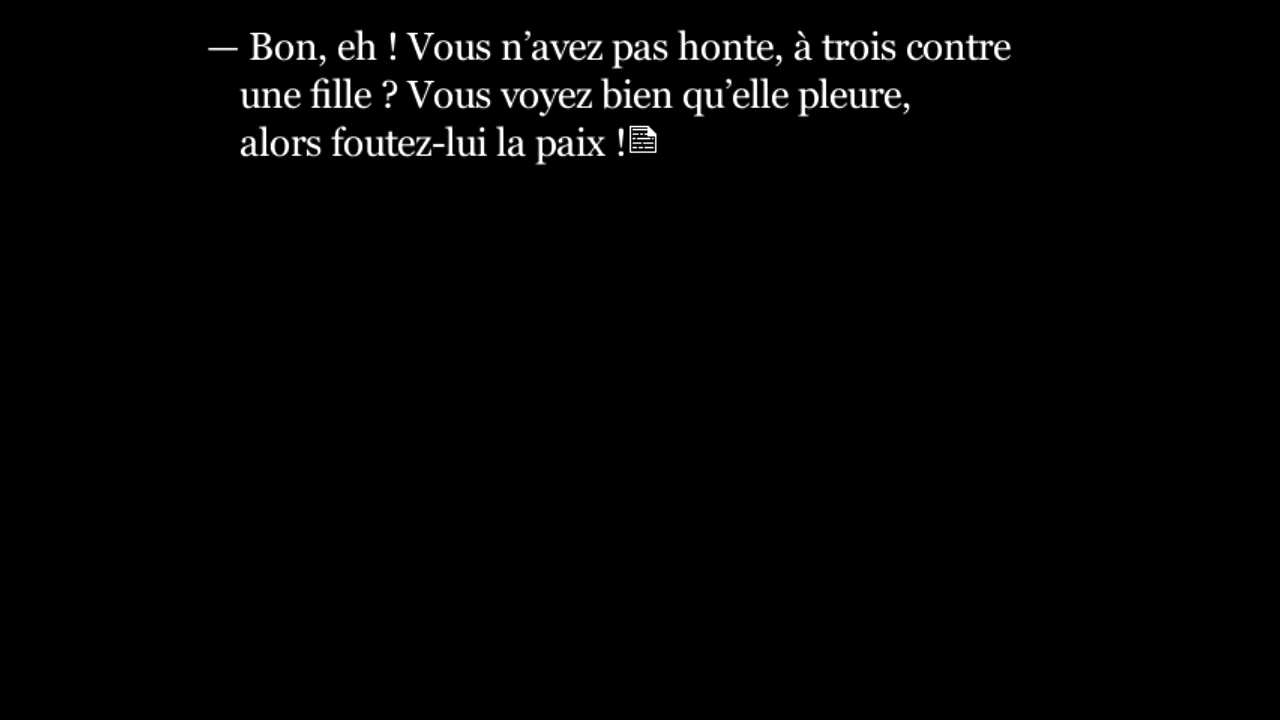 — Bon, eh ! Vous n’avez pas honte, à trois contre
une fille ? Vous voyez bien qu’elle pleure,
alors foutez-lui la paix !